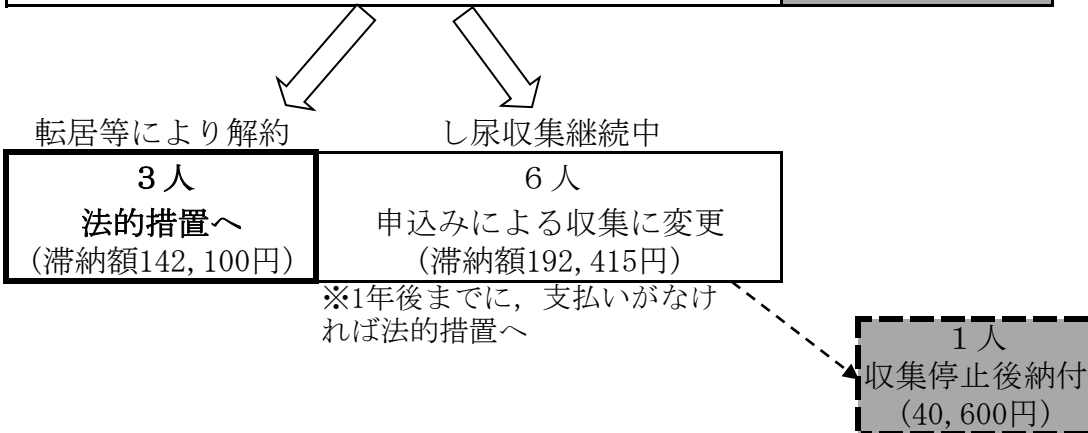 転居等により解約
し尿収集継続中
３人
法的措置へ
(滞納額142,100円)
６人
申込みによる収集に変更
(滞納額192,415円)
※1年後までに，支払いがなけ
れば法的措置へ
１人
収集停止後納付
(40,600円)